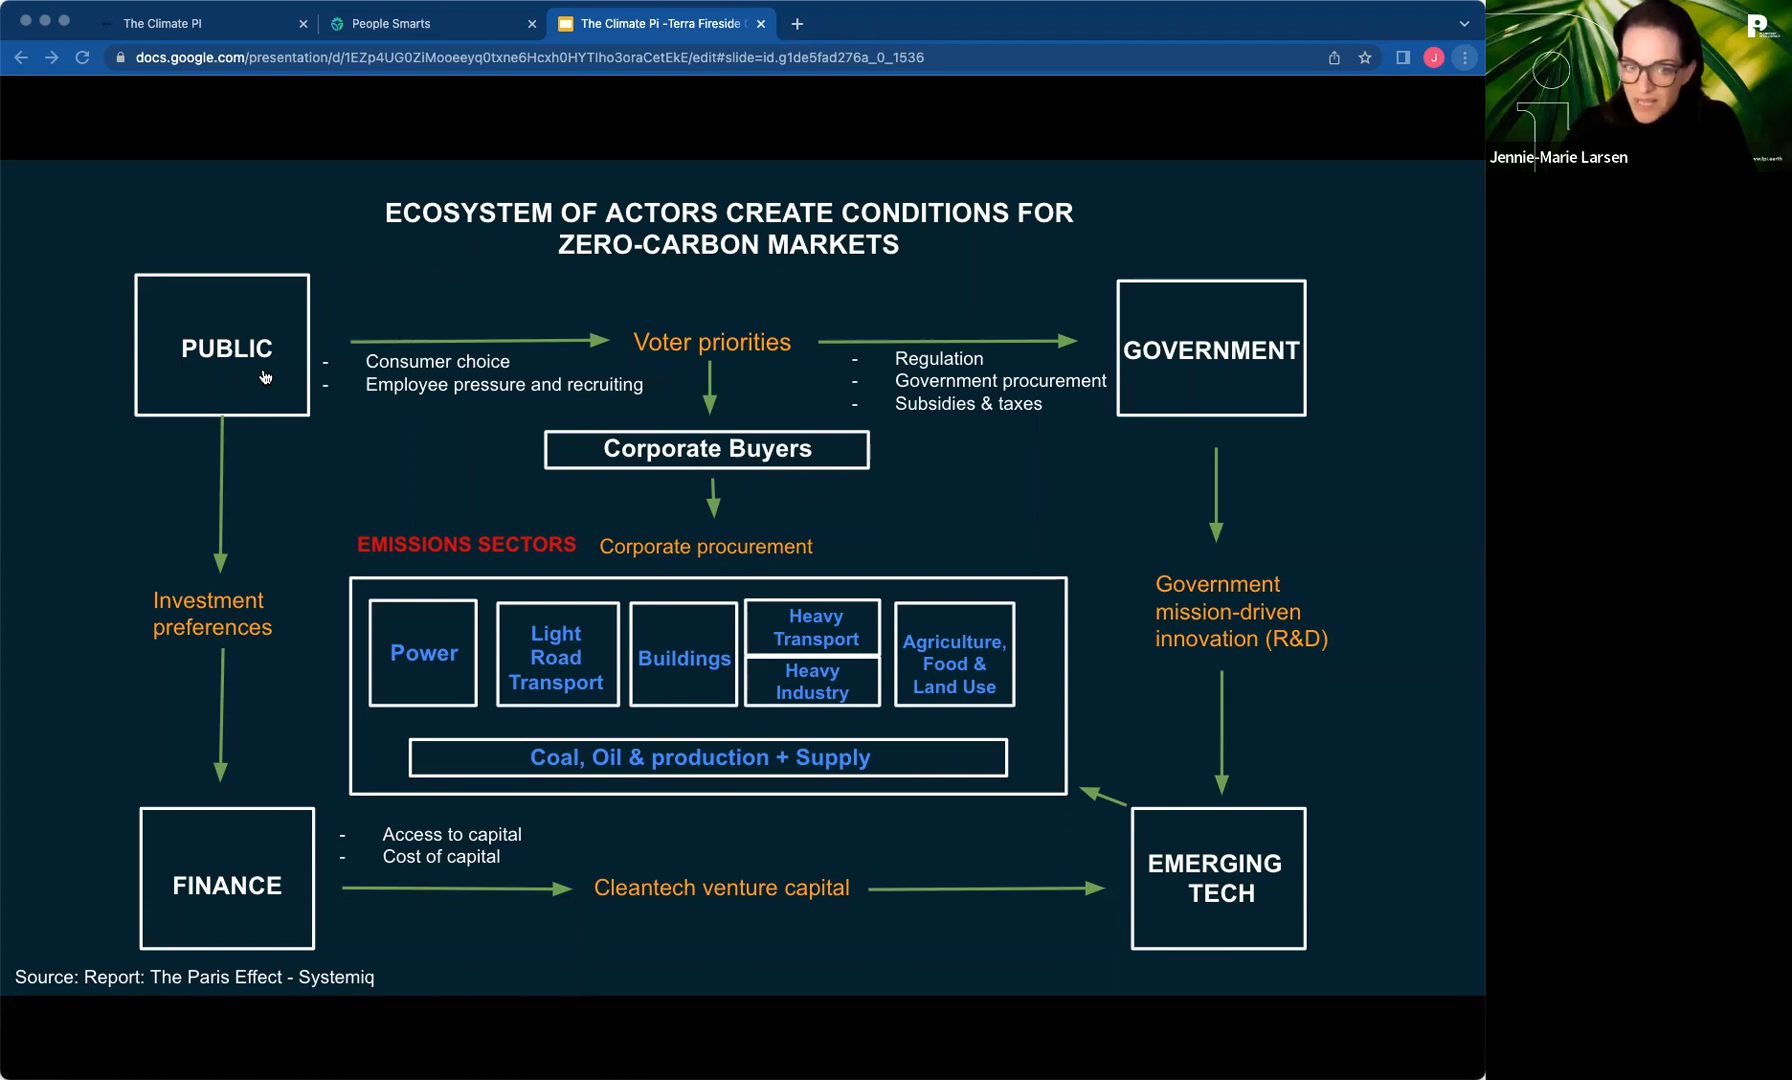 The Climate PI
People Smarts
The Climate Pi -Terra Fireside
docs.google.com/presentation/d/1EZp4UG0ZiMooeeyq0txne6Hcxh0HYTlho3oraCetEkE/edit#slide=id.g1de5fad276a_0_1536
J
Jennie-Marie Larsen
ECOSYSTEM OF ACTORS CREATE CONDITIONS FOR
ZERO-CARBON MARKETS
PUBLIC
- Consumer choice
- Employee pressure and recruiting
Voter priorities
- Regulation
- Government procurement
- Subsidies & taxes
GOVERNMENT
Corporate Buyers
EMISSIONS SECTORS
Corporate procurement
Investment
preferences
Power
Light
Road
Transport
Buildings
Heavy
Transport
Heavy
Industry
Agriculture,
Food &
Land Use
Coal, Oil & production + Supply
Government
mission-driven
innovation (R&D)
FINANCE
- Access to capital
- Cost of capital
Cleantech venture capital
EMERGING
TECH
Source: Report: The Paris Effect - Systemiq